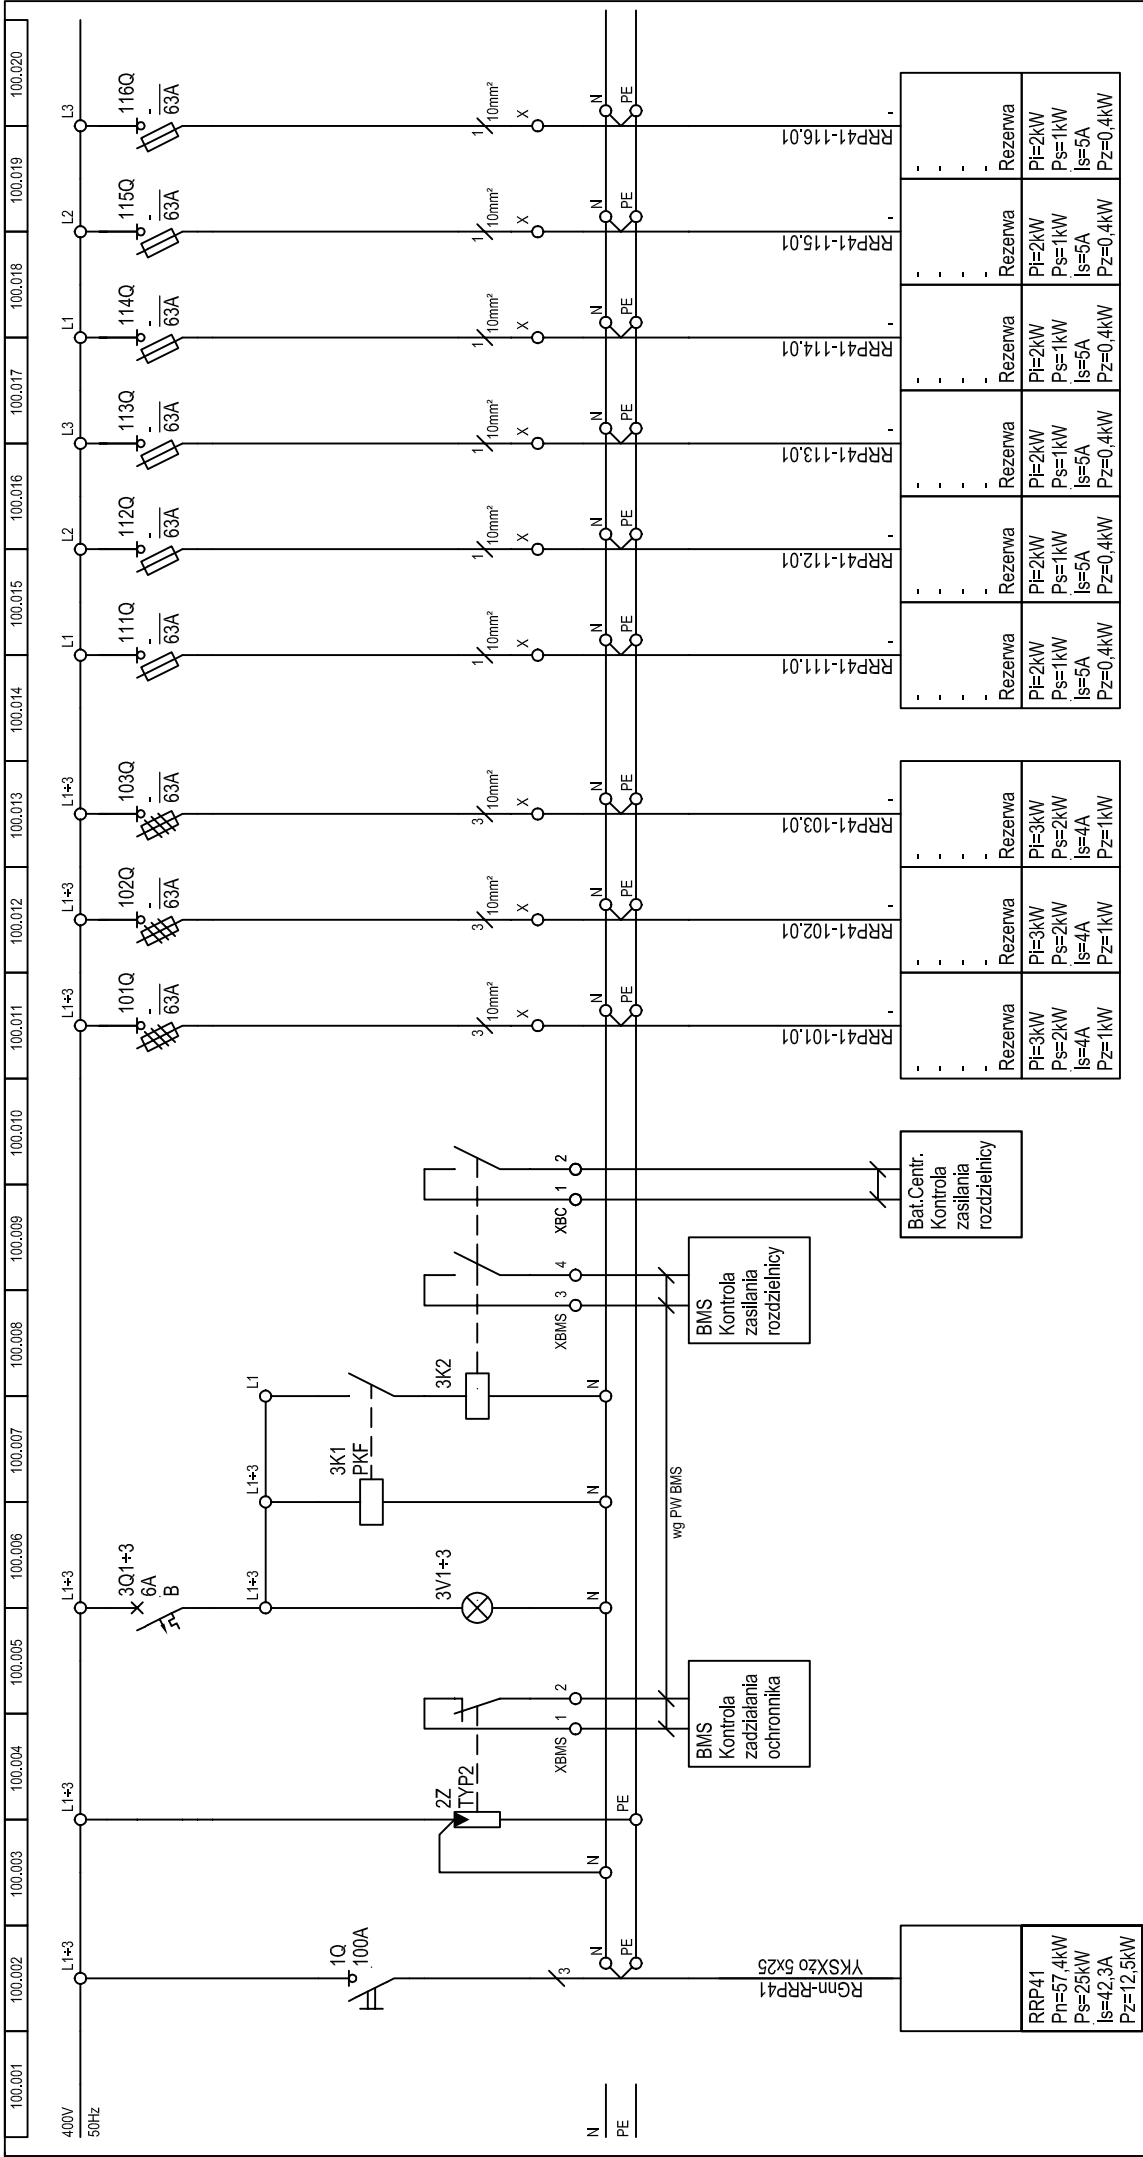 100.001
100.002
100.003
100.004
100.005
100.006
100.007
100.008
100.009
100.010
100.011
100.012
100.013
100.014
100.015
100.016
100.017
100.018
100.019
100.020
400V
50Hz
L1÷3
L1÷3
L1÷3
L1÷3
L1÷3
L1÷3
L1
L2
L3
L1
L2
L3
1Q
100A
3
N
PE
RGnn-RRP41
YKSXżo 5x25
RRP41
Pn=57,4kW
Ps=25kW
Is=42,3A
Pz=12,5kW
N
PE
2Z
TYP2
N
PE
XBMS
1
2
BMS
Kontrola
zadziałania
ochronnika
3Q1÷3
6A
B
L1÷3
L1÷3
L1
3V1÷3
N
3K1
PKF
N
3K2
N
wg PW BMS
XBMS
3
4
BMS
Kontrola
zasilania
rozdzielnicy
XBC
1
2
Bat.Centr.
Kontrola
zasilania
rozdzielnicy
101Q
-
63A
3
10mm²
X
N
PE
RRP41-101.01
-
Rezerwa
Pi=3kW
Ps=2kW
Is=4A
Pz=1kW
102Q
-
63A
3
10mm²
X
N
PE
RRP41-102.01
-
Rezerwa
Pi=3kW
Ps=2kW
Is=4A
Pz=1kW
103Q
-
63A
3
10mm²
X
N
PE
RRP41-103.01
-
Rezerwa
Pi=3kW
Ps=2kW
Is=4A
Pz=1kW
111Q
-
63A
1
10mm²
X
N
PE
RRP41-111.01
-
Rezerwa
Pi=2kW
Ps=1kW
Is=5A
Pz=0,4kW
112Q
-
63A
1
10mm²
X
N
PE
RRP41-112.01
-
Rezerwa
Pi=2kW
Ps=1kW
Is=5A
Pz=0,4kW
113Q
-
63A
1
10mm²
X
N
PE
RRP41-113.01
-
Rezerwa
Pi=2kW
Ps=1kW
Is=5A
Pz=0,4kW
114Q
-
63A
1
10mm²
X
N
PE
RRP41-114.01
-
Rezerwa
Pi=2kW
Ps=1kW
Is=5A
Pz=0,4kW
115Q
-
63A
1
10mm²
X
N
PE
RRP41-115.01
-
Rezerwa
Pi=2kW
Ps=1kW
Is=5A
Pz=0,4kW
116Q
-
63A
1
10mm²
X
N
PE
RRP41-116.01
-
Rezerwa
Pi=2kW
Ps=1kW
Is=5A
Pz=0,4kW